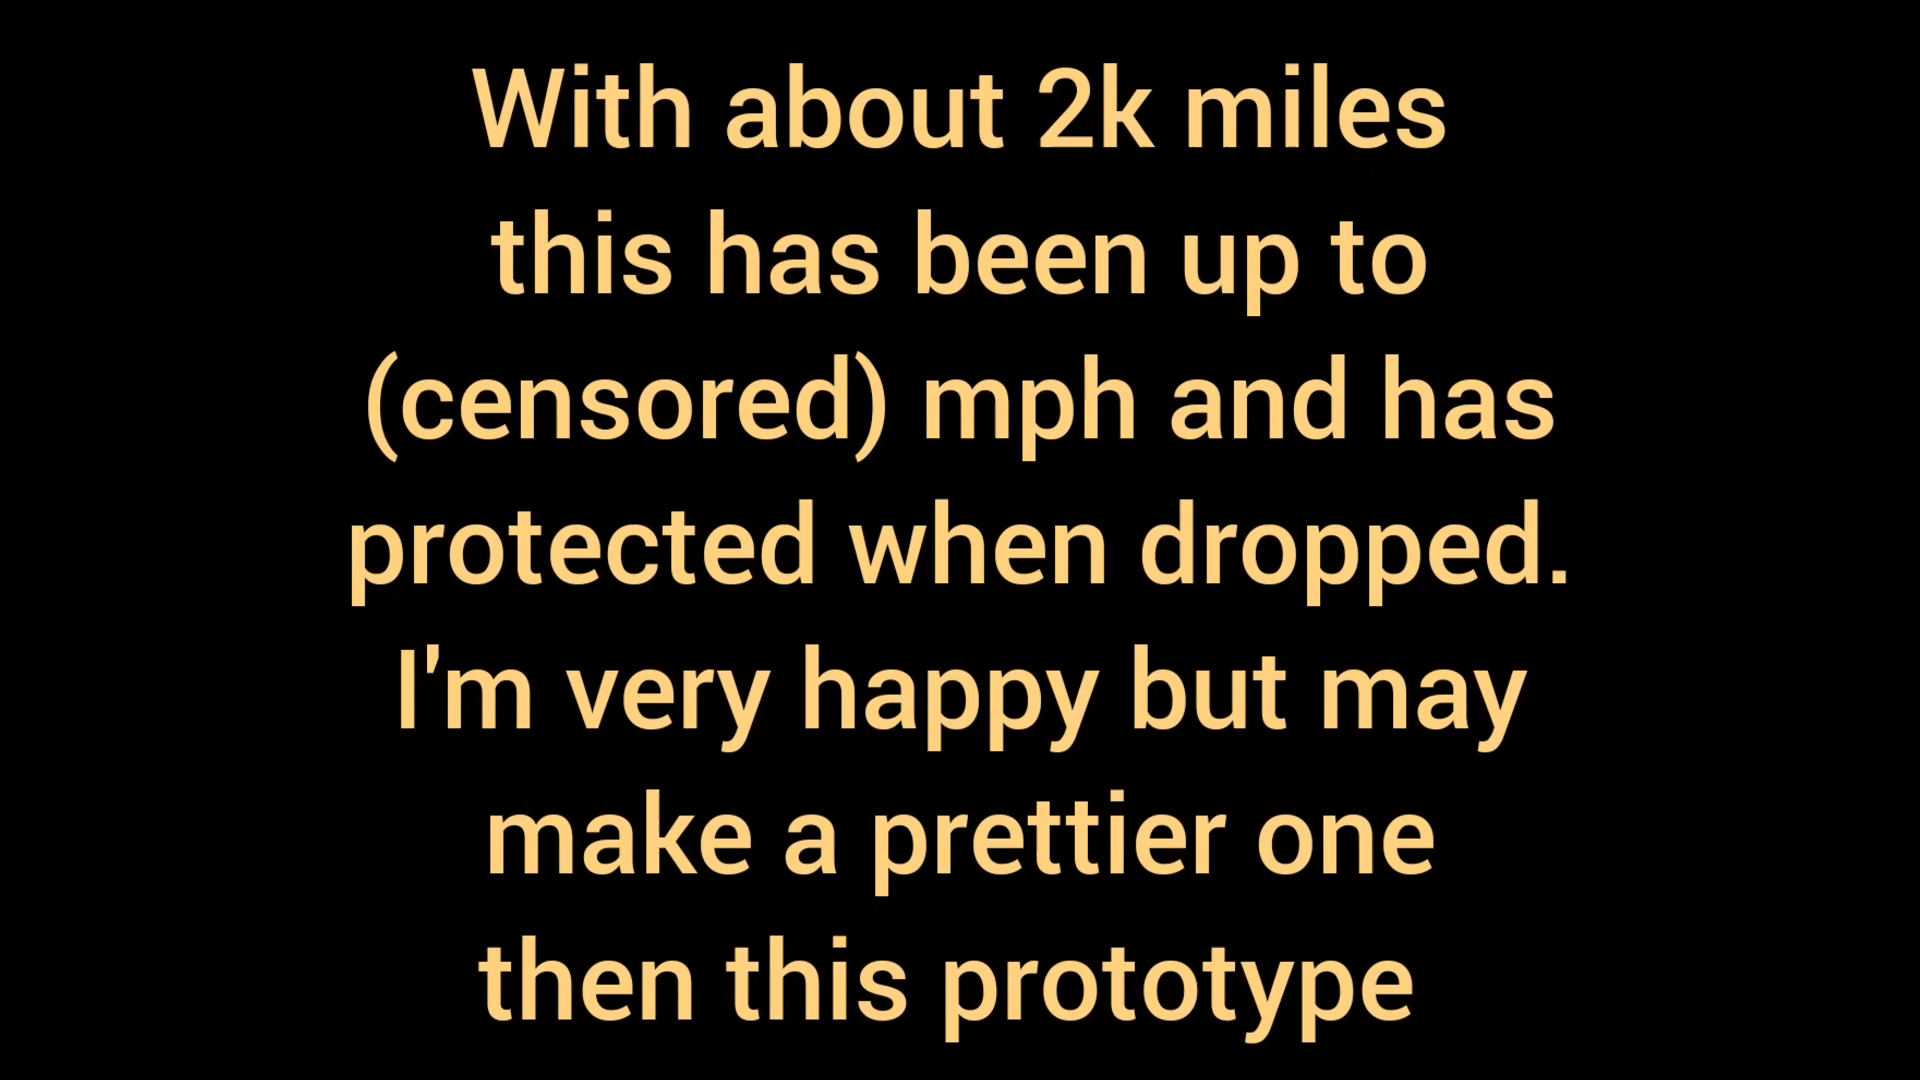 With about 2k miles
this has been up to
(censored) mph and has
protected when dropped.
I'm very happy but may
make a prettier one
then this prototype